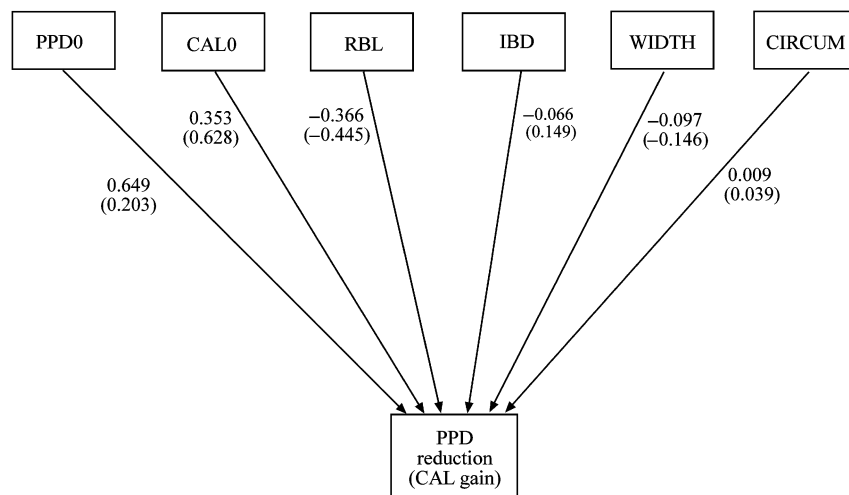 PPD0
CAL0
RBL
IBD
WIDTH
CIRCUM
0.353
(0.628)
−0.366
(−0.445)
−0.066
(0.149)
−0.097
(−0.146)
0.649
(0.203)
0.009
(0.039)
PPD
reduction
(CAL gain)